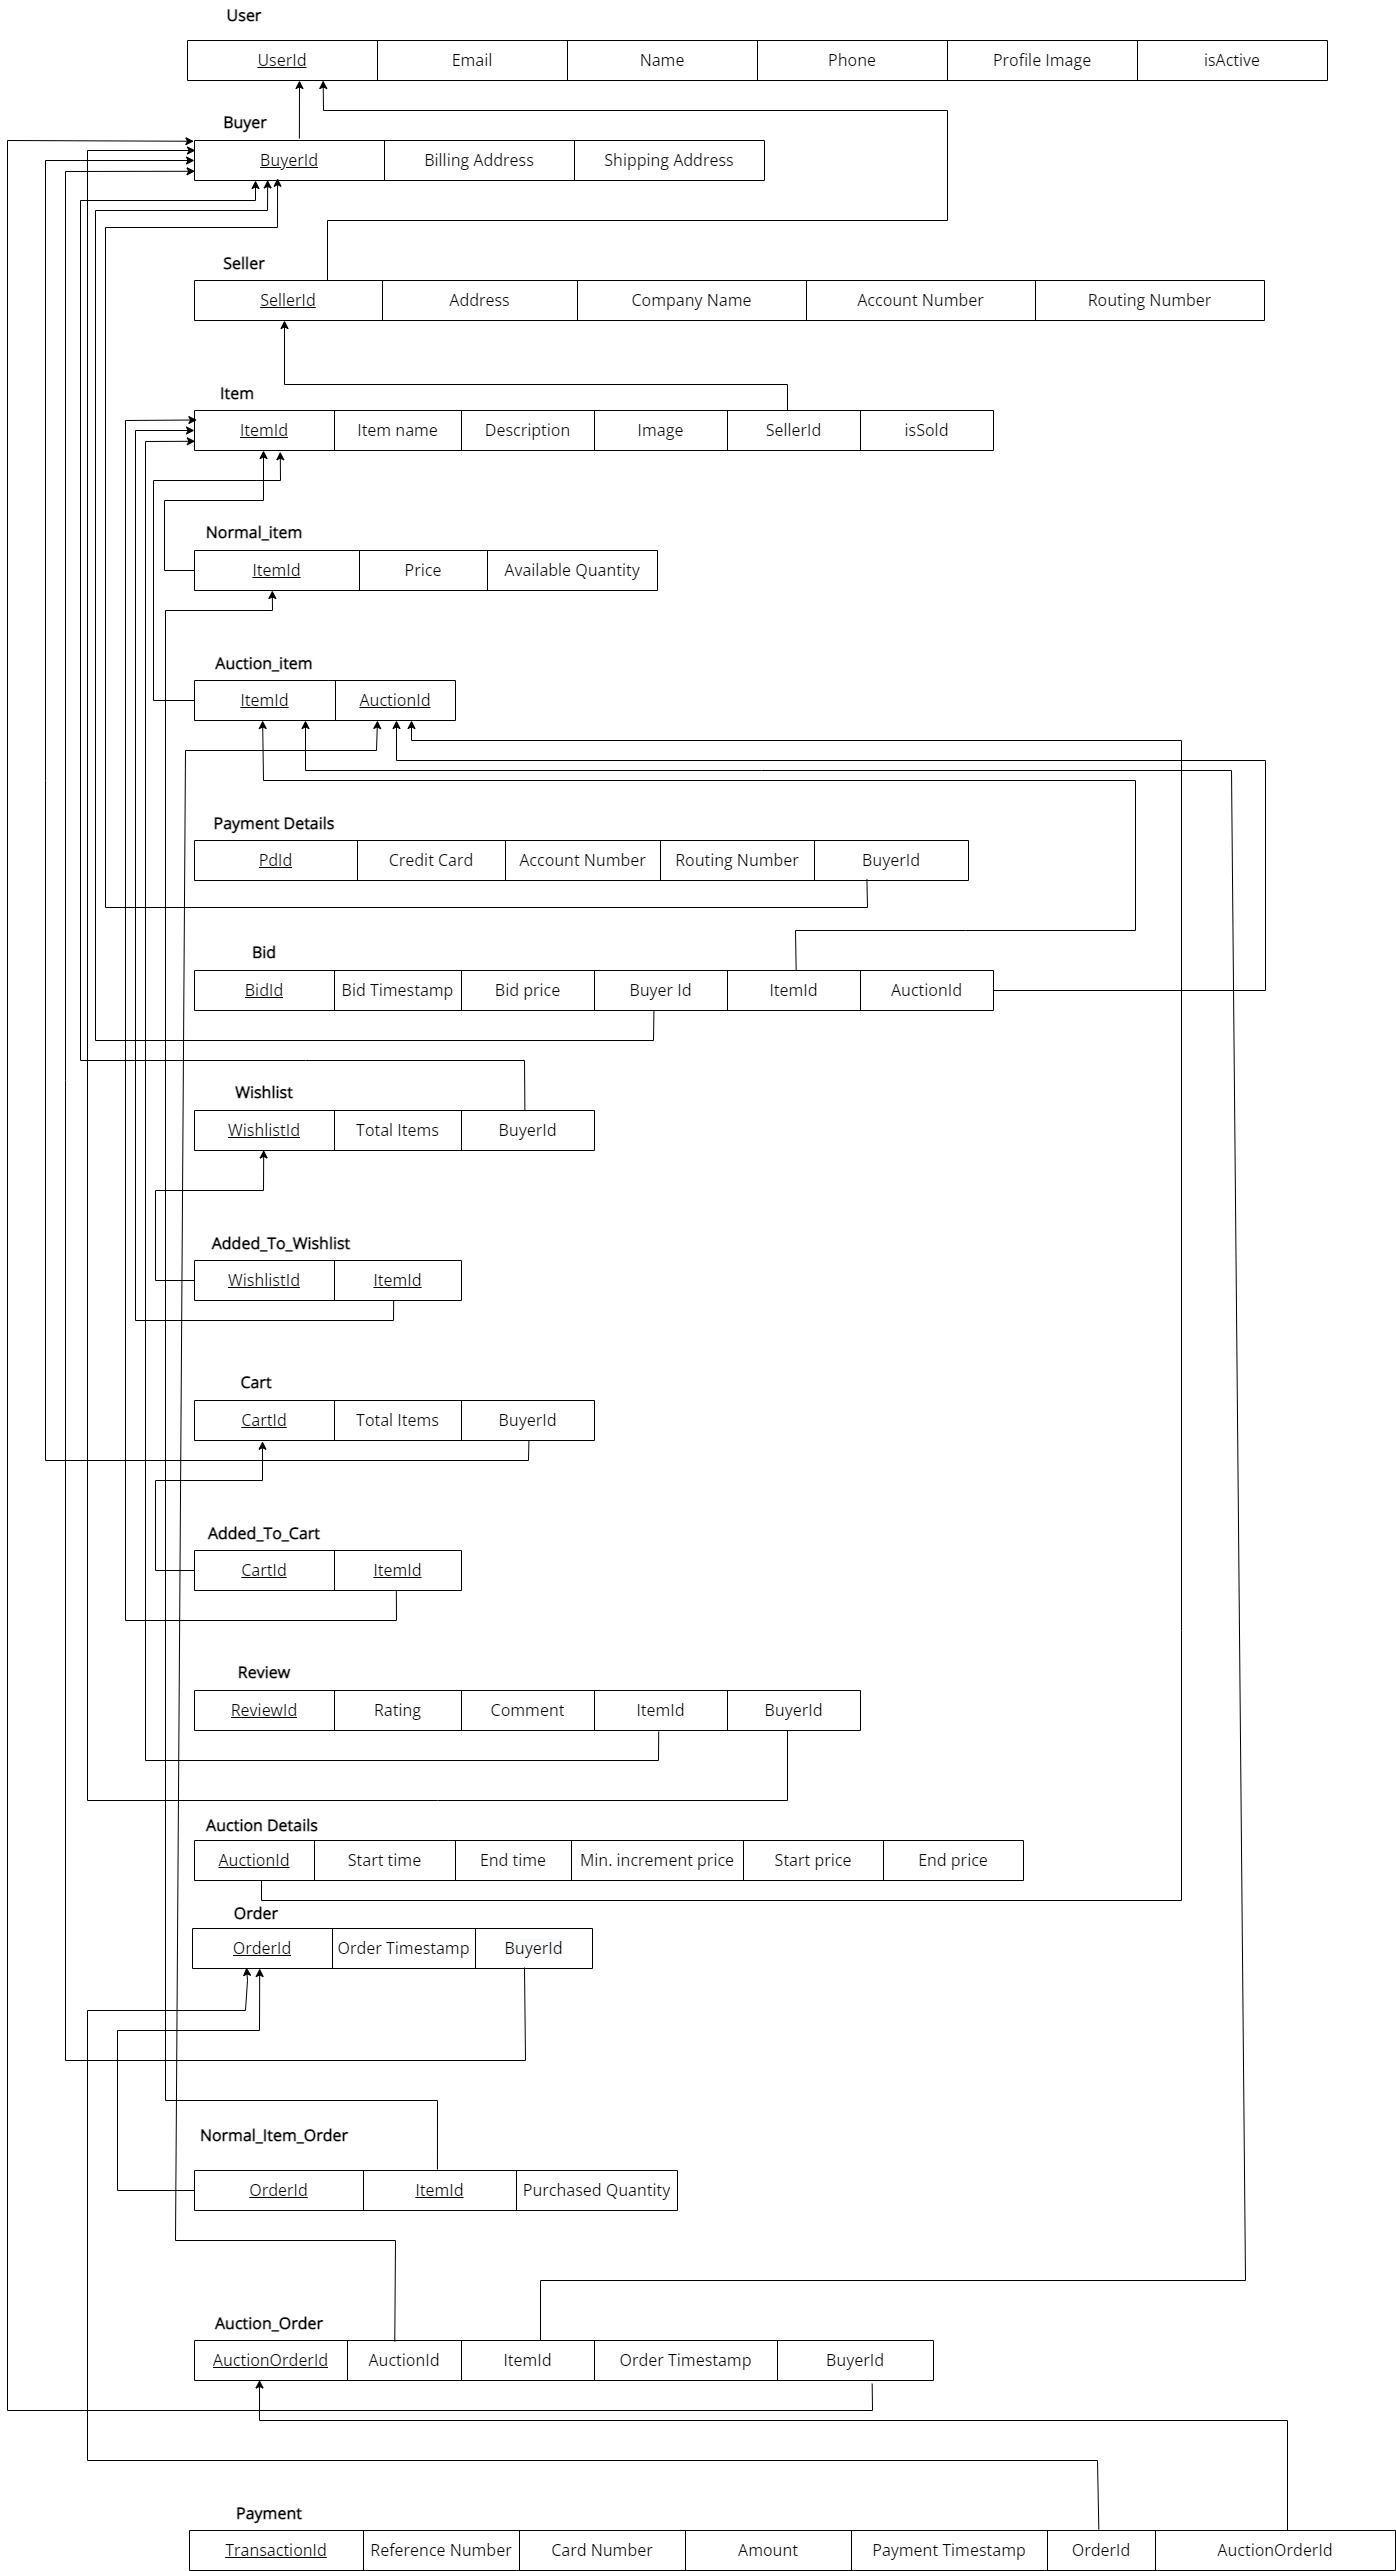 User
UserId Email Name Phone Profile Image isActive
Buyer
BuyerId Billing Address Shipping Address
Seller
SellerId Address Company Name Account Number Routing Number
Item
ItemId Item name Description Image SellerId isSold
Normal_item
ItemId Price Available Quantity
Auction_item
ItemId AuctionId
Payment Details
PdId Credit Card Account Number Routing Number BuyerId
Bid
BidId Bid Timestamp Bid price Buyer Id ItemId AuctionId
Wishlist
WishlistId Total Items BuyerId
Added_To_Wishlist
WishlistId ItemId
Cart
CartId Total Items BuyerId
Added_To_Cart
CartId ItemId
Review
ReviewId Rating Comment ItemId BuyerId
Auction Details
AuctionId Start time End time Min. increment price Start price End price
Order
OrderId Order Timestamp BuyerId
Normal_Item_Order
OrderId ItemId Purchased Quantity
Auction_Order
AuctionOrderId AuctionId ItemId Order Timestamp BuyerId
Payment
TransactionId Reference Number Card Number Amount Payment Timestamp OrderId AuctionOrderId